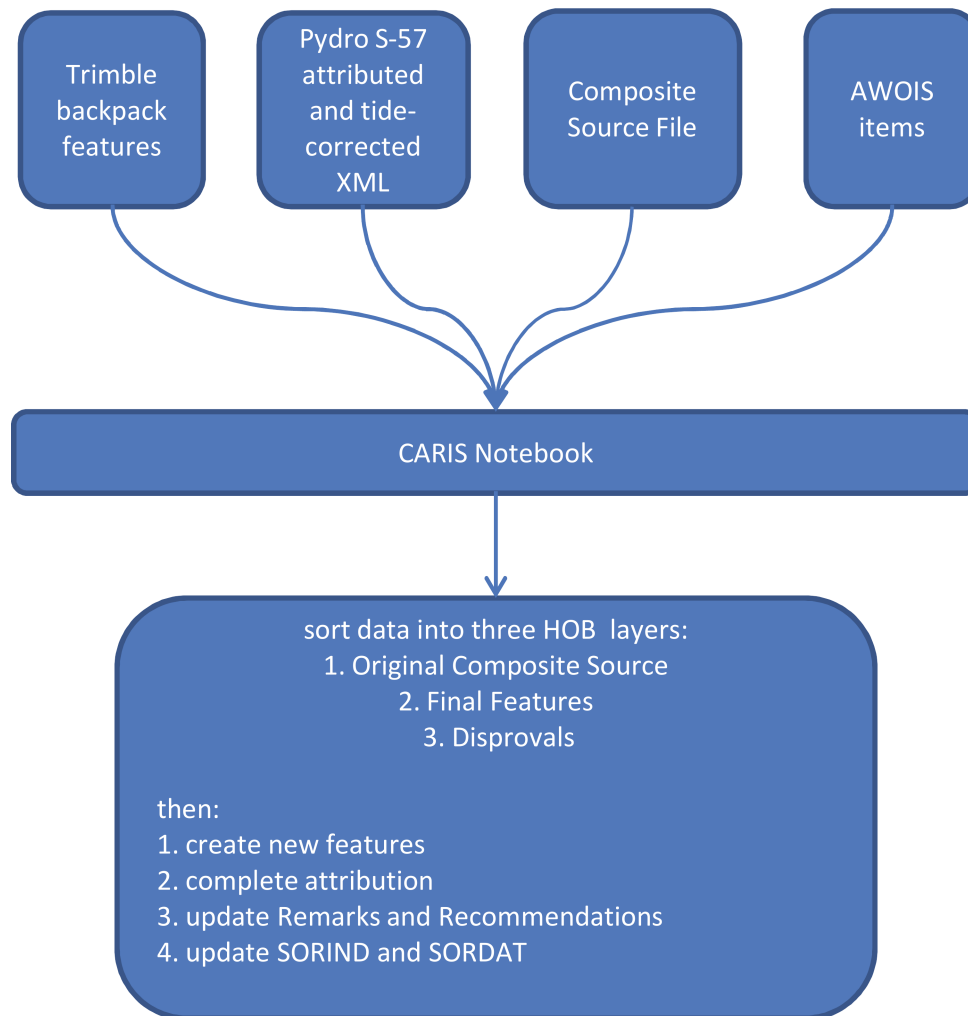 Trimble
backpack
features
Pydro S-57
attributed
and tide-
corrected
XML
Composite
Source File
AWOIS
items
CARIS Notebook
sort data into three HOB layers:
1. Original Composite Source
2. Final Features
3. Disprovals
then:
1. create new features
2. complete attribution
3. update Remarks and Recommendations
4. update SORIND and SORDAT